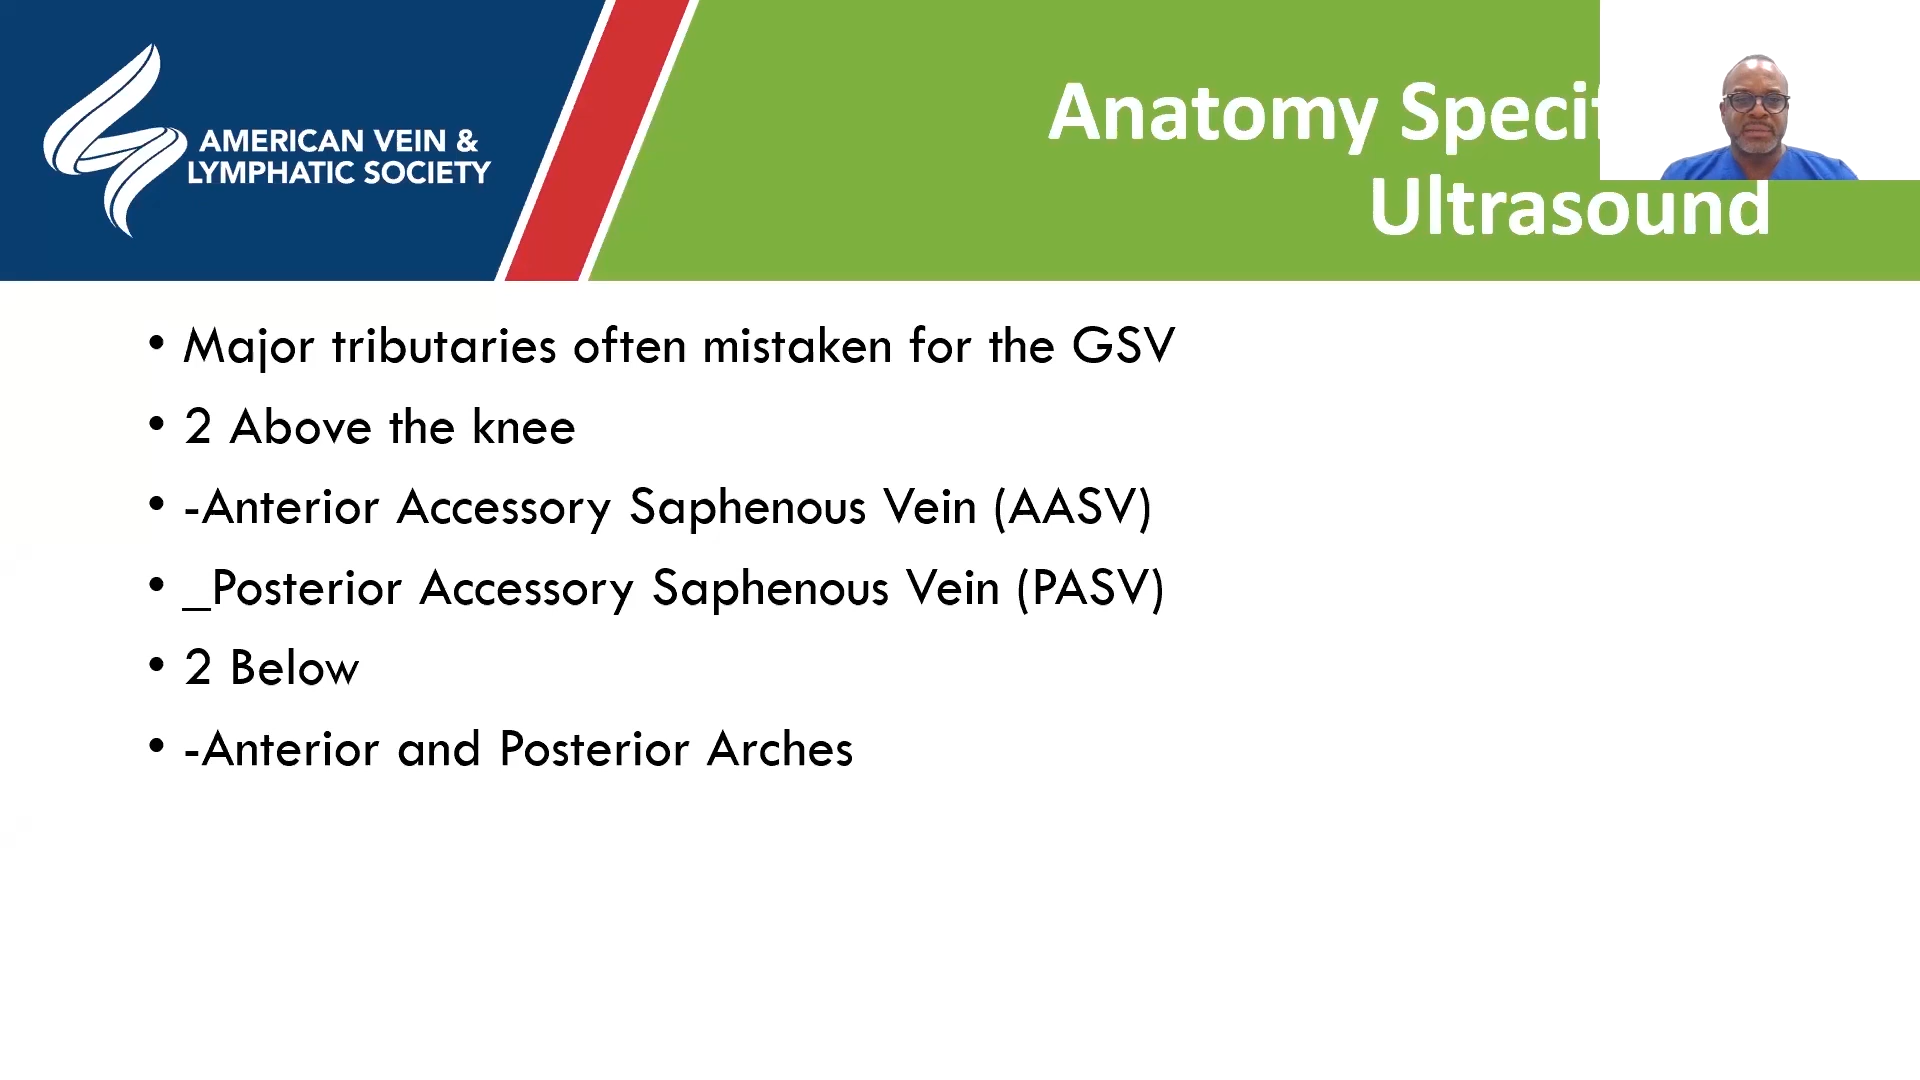 AMERICAN VEIN &
LYMPHATIC SOCIETY
Anatomy
Ultrasound
• Major tributaries often mistaken for the GSV
• 2 Above the knee
• -Anterior Accessory Saphenous Vein (AASV)
• _Posterior Accessory Saphenous Vein (PASV)
• 2 Below
• -Anterior and Posterior Arches